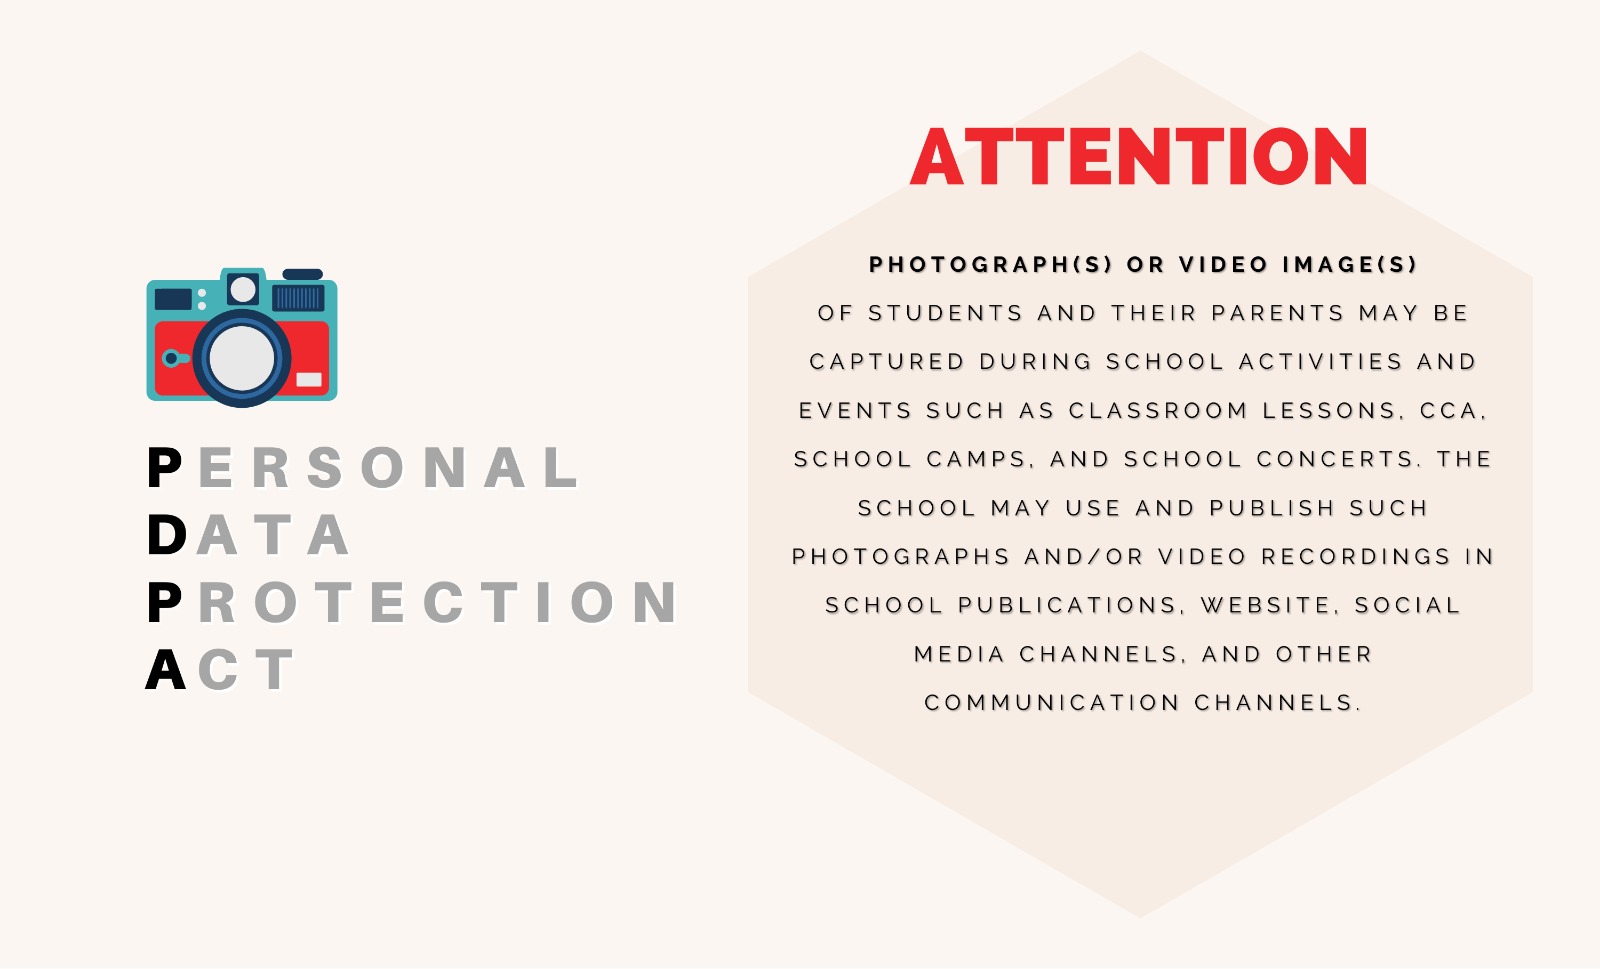 PERSONAL
DATA
PROTECTION
ACT
ATTENTION
PHOTOGRAPH(S) OR VIDEO IMAGE(S)
OF STUDENTS AND THEIR PARENTS MAY BE
CAPTURED DURING SCHOOL ACTIVITIES AND
EVENTS SUCH AS CLASSROOM LESSONS, CCA,
SCHOOL CAMPS, AND SCHOOL CONCERTS. THE
SCHOOL MAY USE AND PUBLISH SUCH
PHOTOGRAPHS AND/OR VIDEO RECORDINGS IN
SCHOOL PUBLICATIONS, WEBSITE, SOCIAL
MEDIA CHANNELS, AND OTHER
COMMUNICATION CHANNELS.